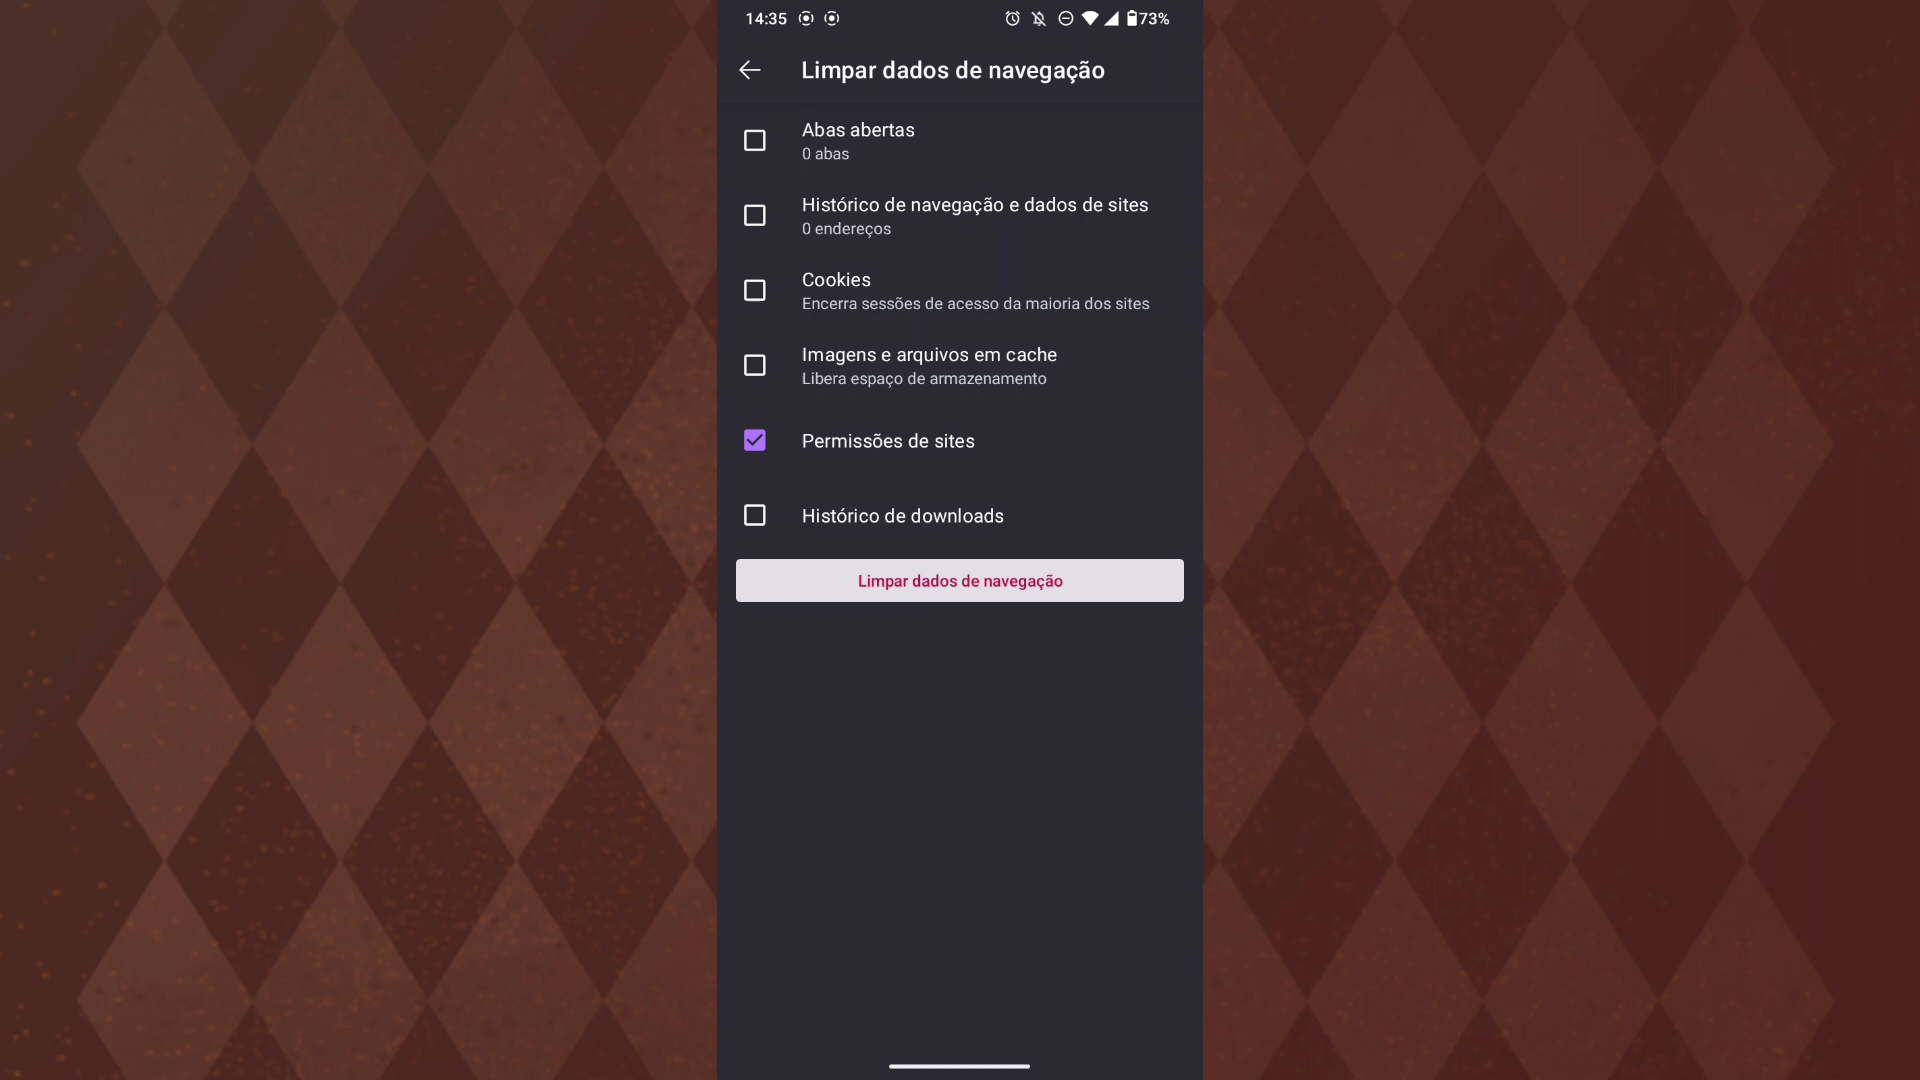 14:35
73%
Limpar dados de navegação
Abas abertas
0 abas
Histórico de navegação e dados de sites
0 endereços
Cookies
Encerra sessões de acesso da maioria dos sites
Imagens e arquivos em cache
Libera espaço de armazenamento
Permissões de sites
Histórico de downloads
Limpar dados de navegação